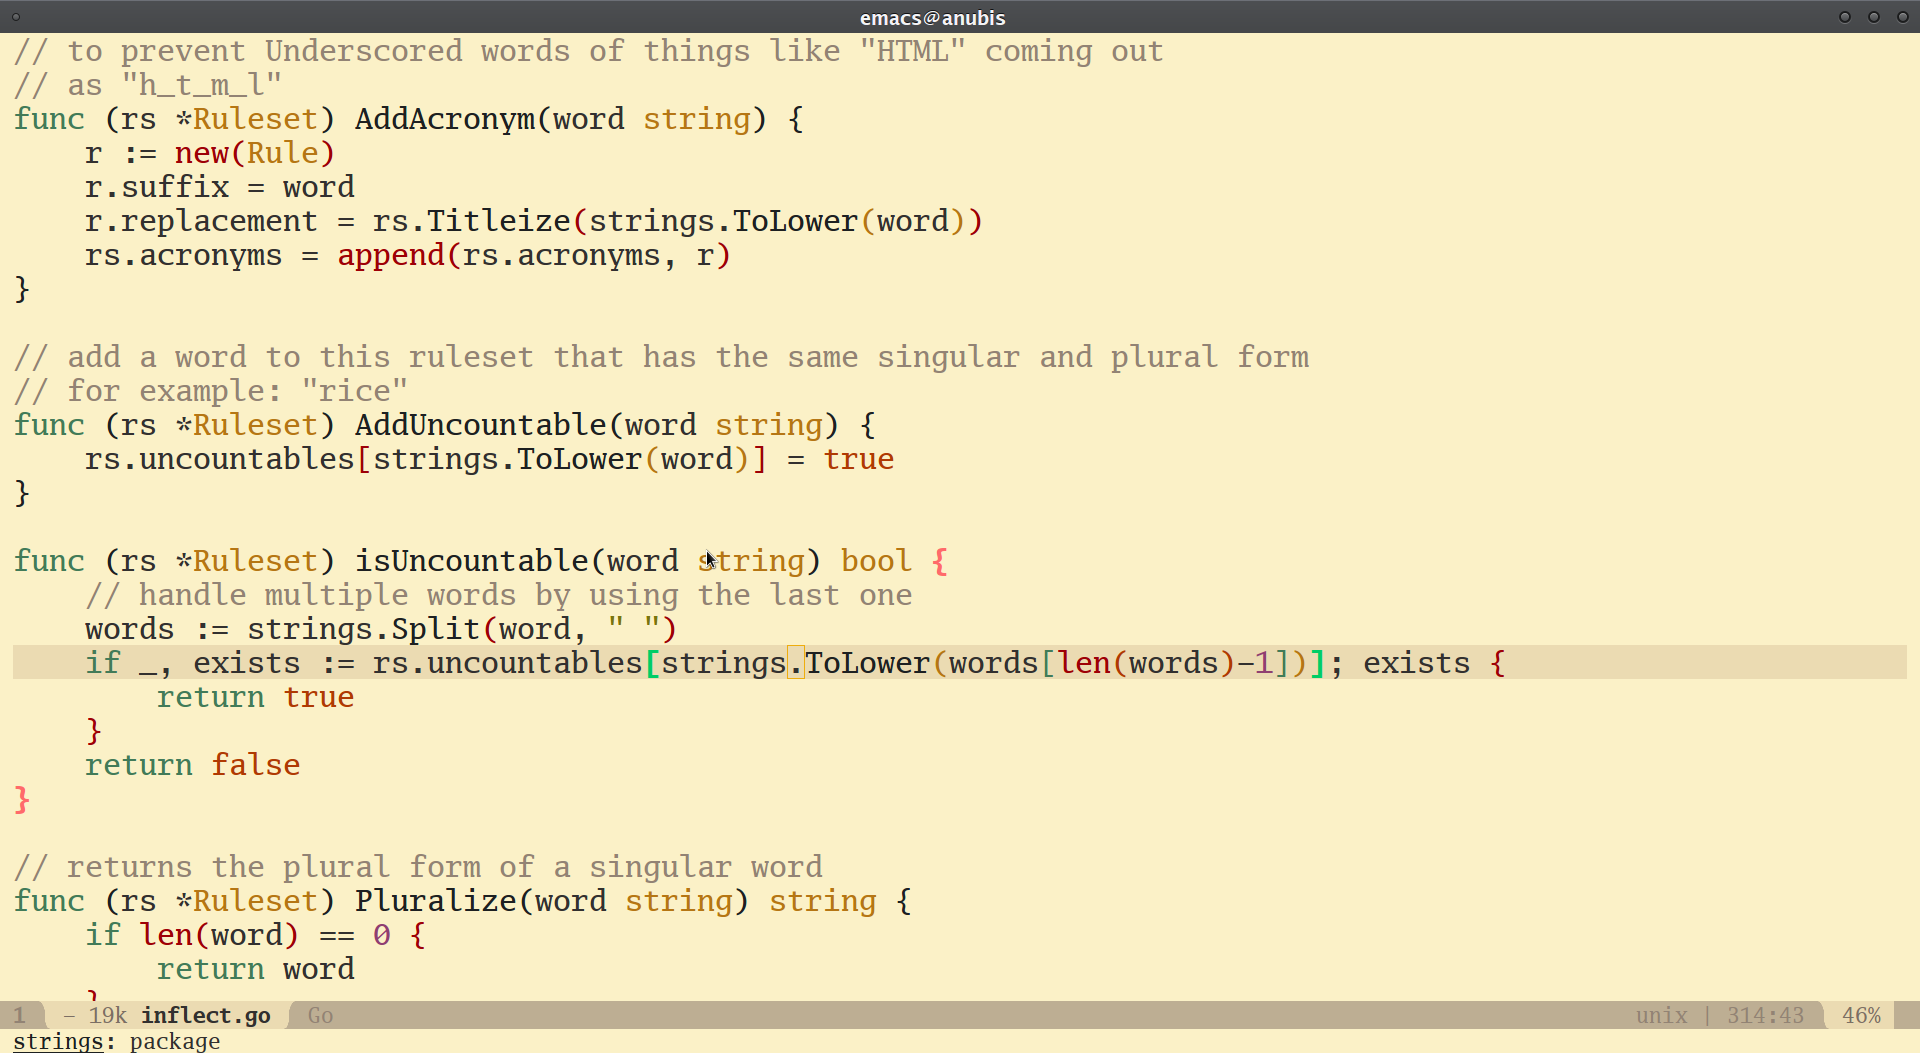 emacs@anubis
// to prevent Underscored words of things like "HTML" coming out
// as "h_t_m_l"
func (rs *Ruleset) AddAcronym(word string) {
    r := new(Rule)
    r.suffix = word
    r.replacement = rs.Titleize(strings.ToLower(word))
    rs.acronyms = append(rs.acronyms, r)
}

// add a word to this ruleset that has the same singular and plural form
// for example: "rice"
func (rs *Ruleset) AddUncountable(word string) {
    rs.uncountables[strings.ToLower(word)] = true
}

func (rs *Ruleset) isUncountable(word string) bool {
    // handle multiple words by using the last one
    words := strings.Split(word, " ")
    if _, exists := rs.uncountables[strings.ToLower(words[len(words)-1])]; exists {
        return true
    }
    return false
}

// returns the plural form of a singular word
func (rs *Ruleset) Pluralize(word string) string {
    if len(word) == 0 {
        return word
    }
1 - 19k inflect.go Go unix | 314:43 46%
strings: package